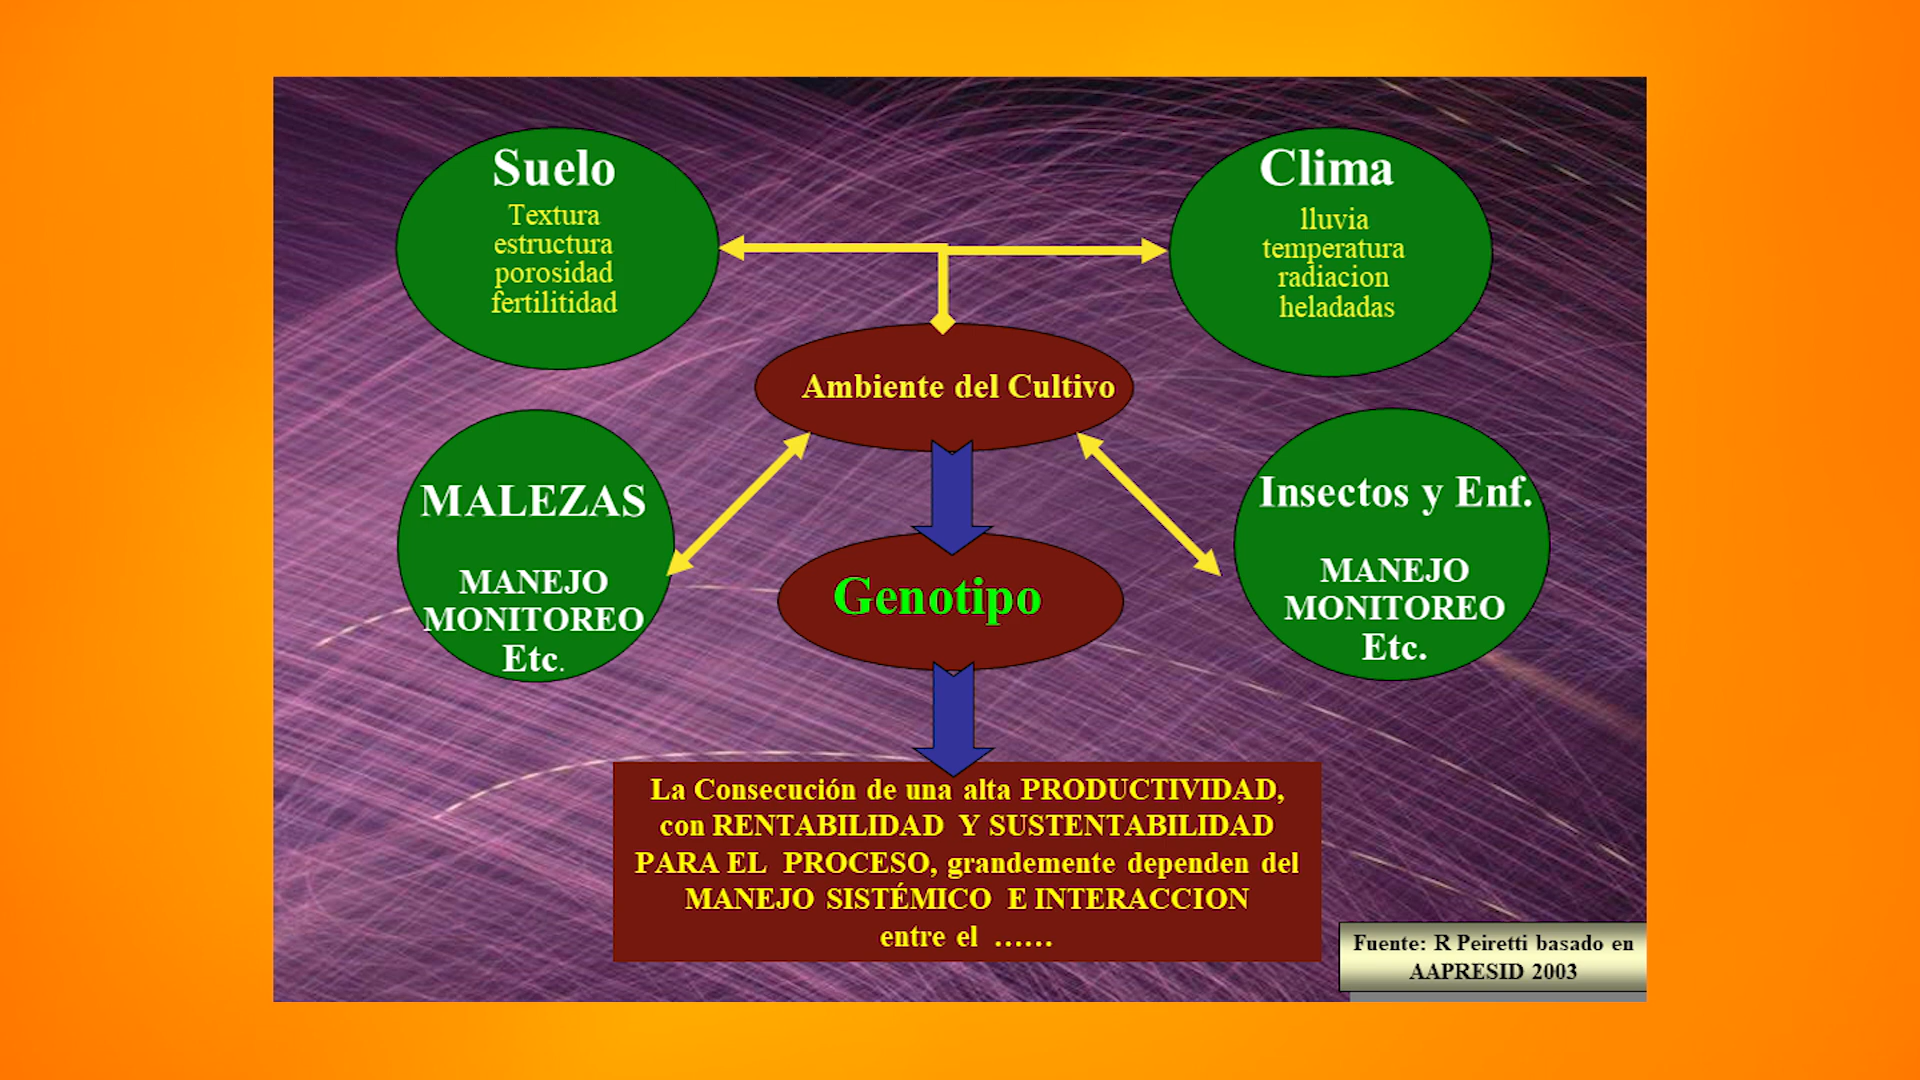 Suelo
Textura
estructura
porosidad
fertilitidad
Clima
lluvia
temperatura
radiacion
heladadas
Ambiente del Cultivo
MALEZAS
MANEJO
MONITOREO
Etc.
Insectos y Enf.
MANEJO
MONITOREO
Etc.
Genotipo
La Consecución de una alta PRODUCTIVIDAD,
con RENTABILIDAD Y SUSTENTABILIDAD
PARA EL PROCESO, grandemente dependen del
MANEJO SISTÉMICO E INTERACCION
entre el ......
Fuente: R Peiretti basado en
AAPRESID 2003